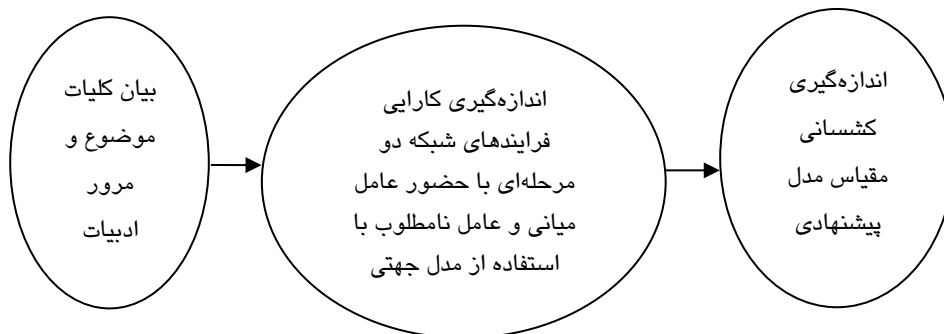 بیان کلیات
موضوع و
مرور
ادبیات
اندازه‌گیری کارایی
فرایندهای شبکه دو
مرحله‌ای با حضور عامل
میانی و عامل نامطلوب با
استفاده از مدل جهتی
اندازه‌گیری
کشسانی
مقیاس مدل
پیشنهادی